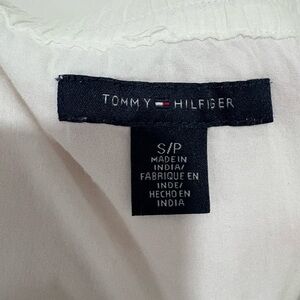 TOMMY HILFIGER
S/P
MADE IN
INDIA/
FABRIQUE EN
INDE/
HECHO EN
INDIA